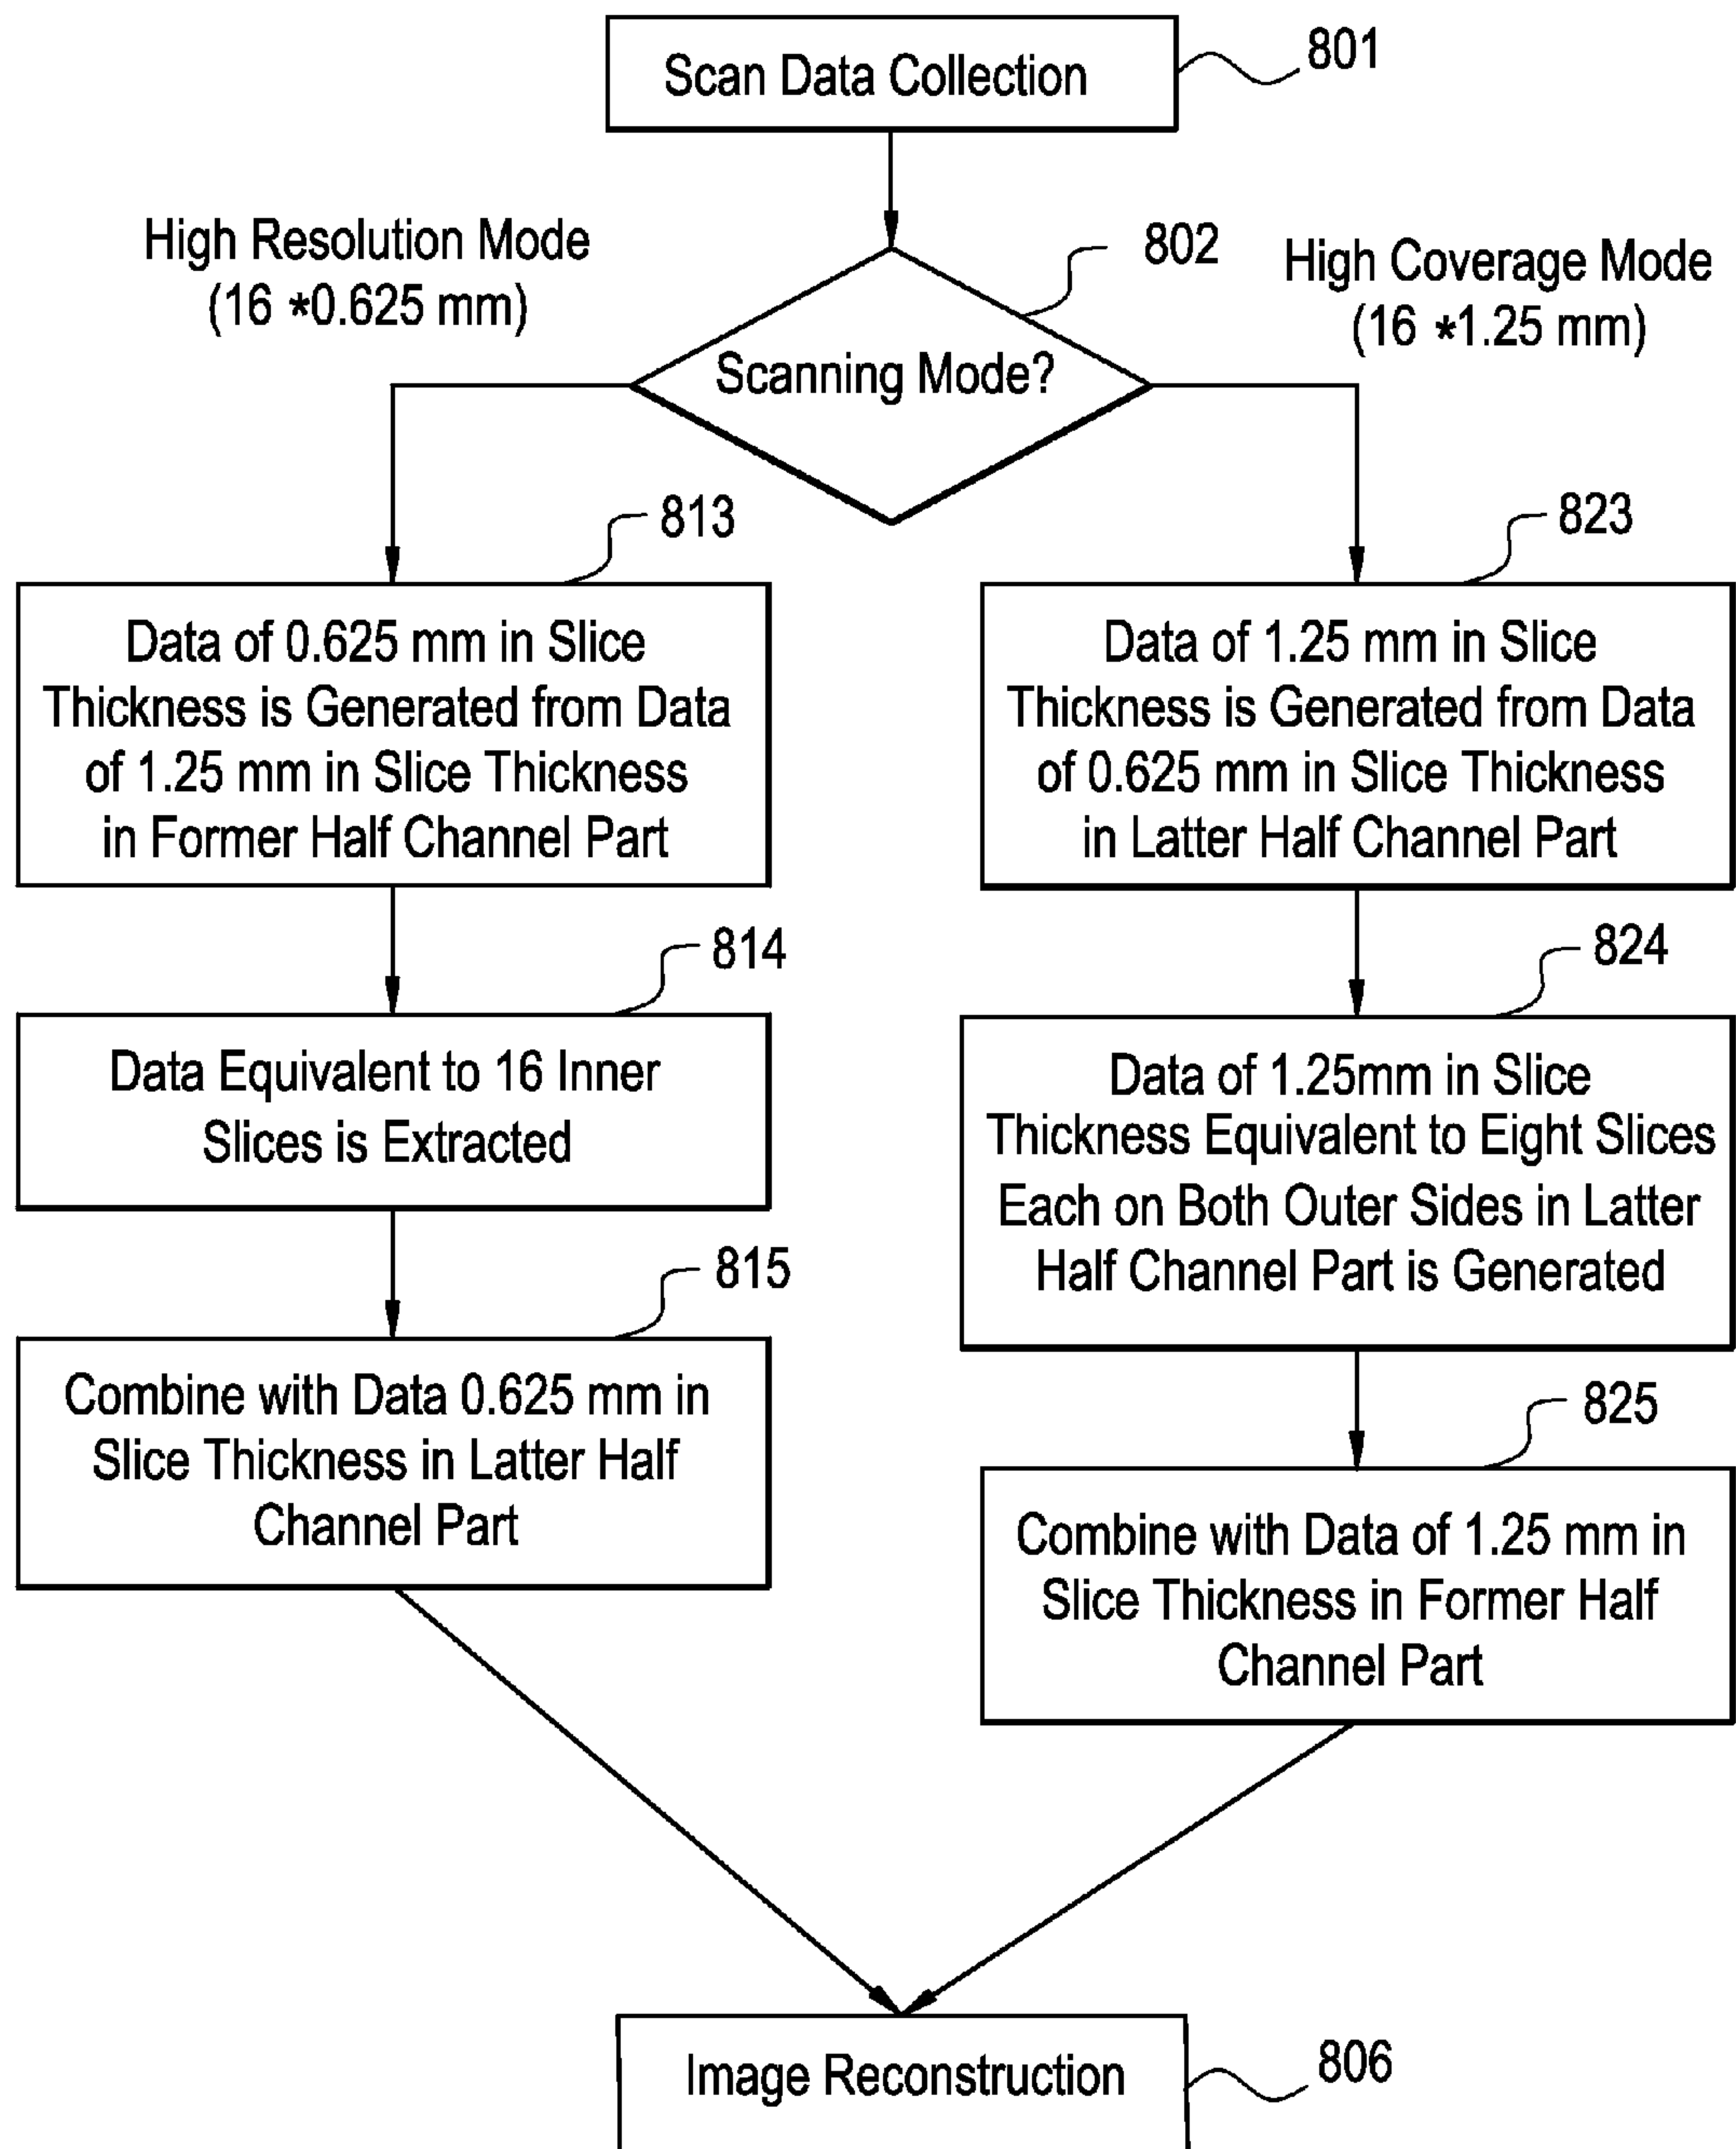 Scan Data Collection
801
High Resolution Mode
(16 *0.625 mm)
802
High Coverage Mode
(16 *1.25 mm)
Scanning Mode?
813
Data of 0.625 mm in Slice
Thickness is Generated from Data
of 1.25 mm in Slice Thickness
in Former Half Channel Part
823
Data of 1.25 mm in Slice
Thickness is Generated from Data
of 0.625 mm in Slice Thickness
in Latter Half Channel Part
814
Data Equivalent to 16 Inner
Slices is Extracted
824
Data of 1.25mm in Slice
Thickness Equivalent to Eight Slices
Each on Both Outer Sides in Latter
Half Channel Part is Generated
815
Combine with Data 0.625 mm in
Slice Thickness in Latter Half
Channel Part
825
Combine with Data of 1.25 mm in
Slice Thickness in Former Half
Channel Part
Image Reconstruction
806